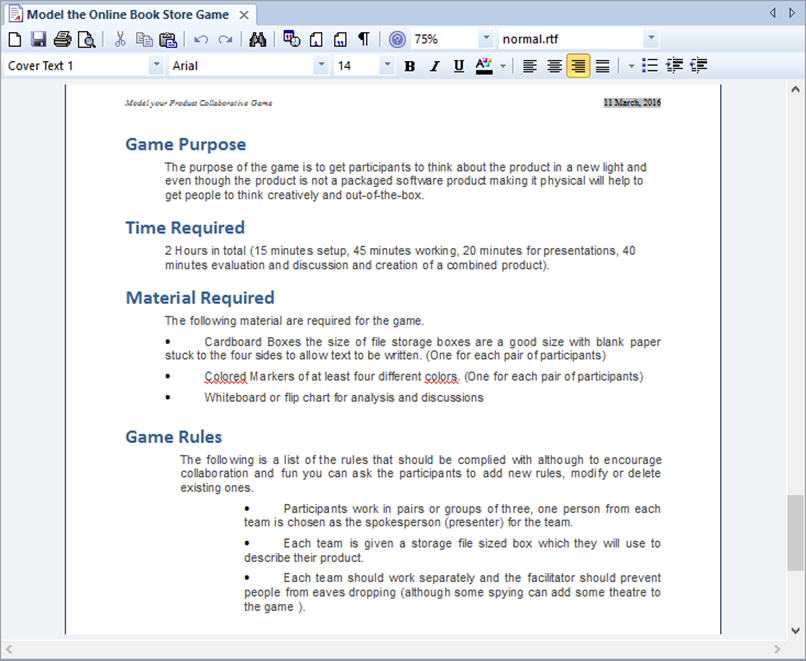 Model the Online Book Store Game
75%
normal.rtf
Cover Text 1
Arial
14
B I U A
Model your Product Collaborative Game
11 March, 2016
Game Purpose
The purpose of the game is to get participants to think about the product in a new light and
even though the product is not a packaged software product making it physical will help to
get people to think creatively and out-of-the-box.
Time Required
2 Hours in total (15 minutes setup, 45 minutes working, 20 minutes for presentations, 40
minutes evaluation and discussion and creation of a combined product).
Material Required
The following material are required for the game.
• Cardboard Boxes the size of file storage boxes are a good size with blank paper
stuck to the four sides to allow text to be written. (One for each pair of participants)
• Colored Markers of at least four different colors. (One for each pair of participants)
• Whiteboard or flip chart for analysis and discussions
Game Rules
The following is a list of the rules that should be complied with although to encourage
collaboration and fun you can ask the participants to add new rules, modify or delete
existing ones.
• Participants work in pairs or groups of three, one person from each
team is chosen as the spokesperson (presenter) for the team.
• Each team is given a storage file sized box which they will use to
describe their product.
• Each team should work separately and the facilitator should prevent
people from eaves dropping (although some spying can add some theatre to
the game ).